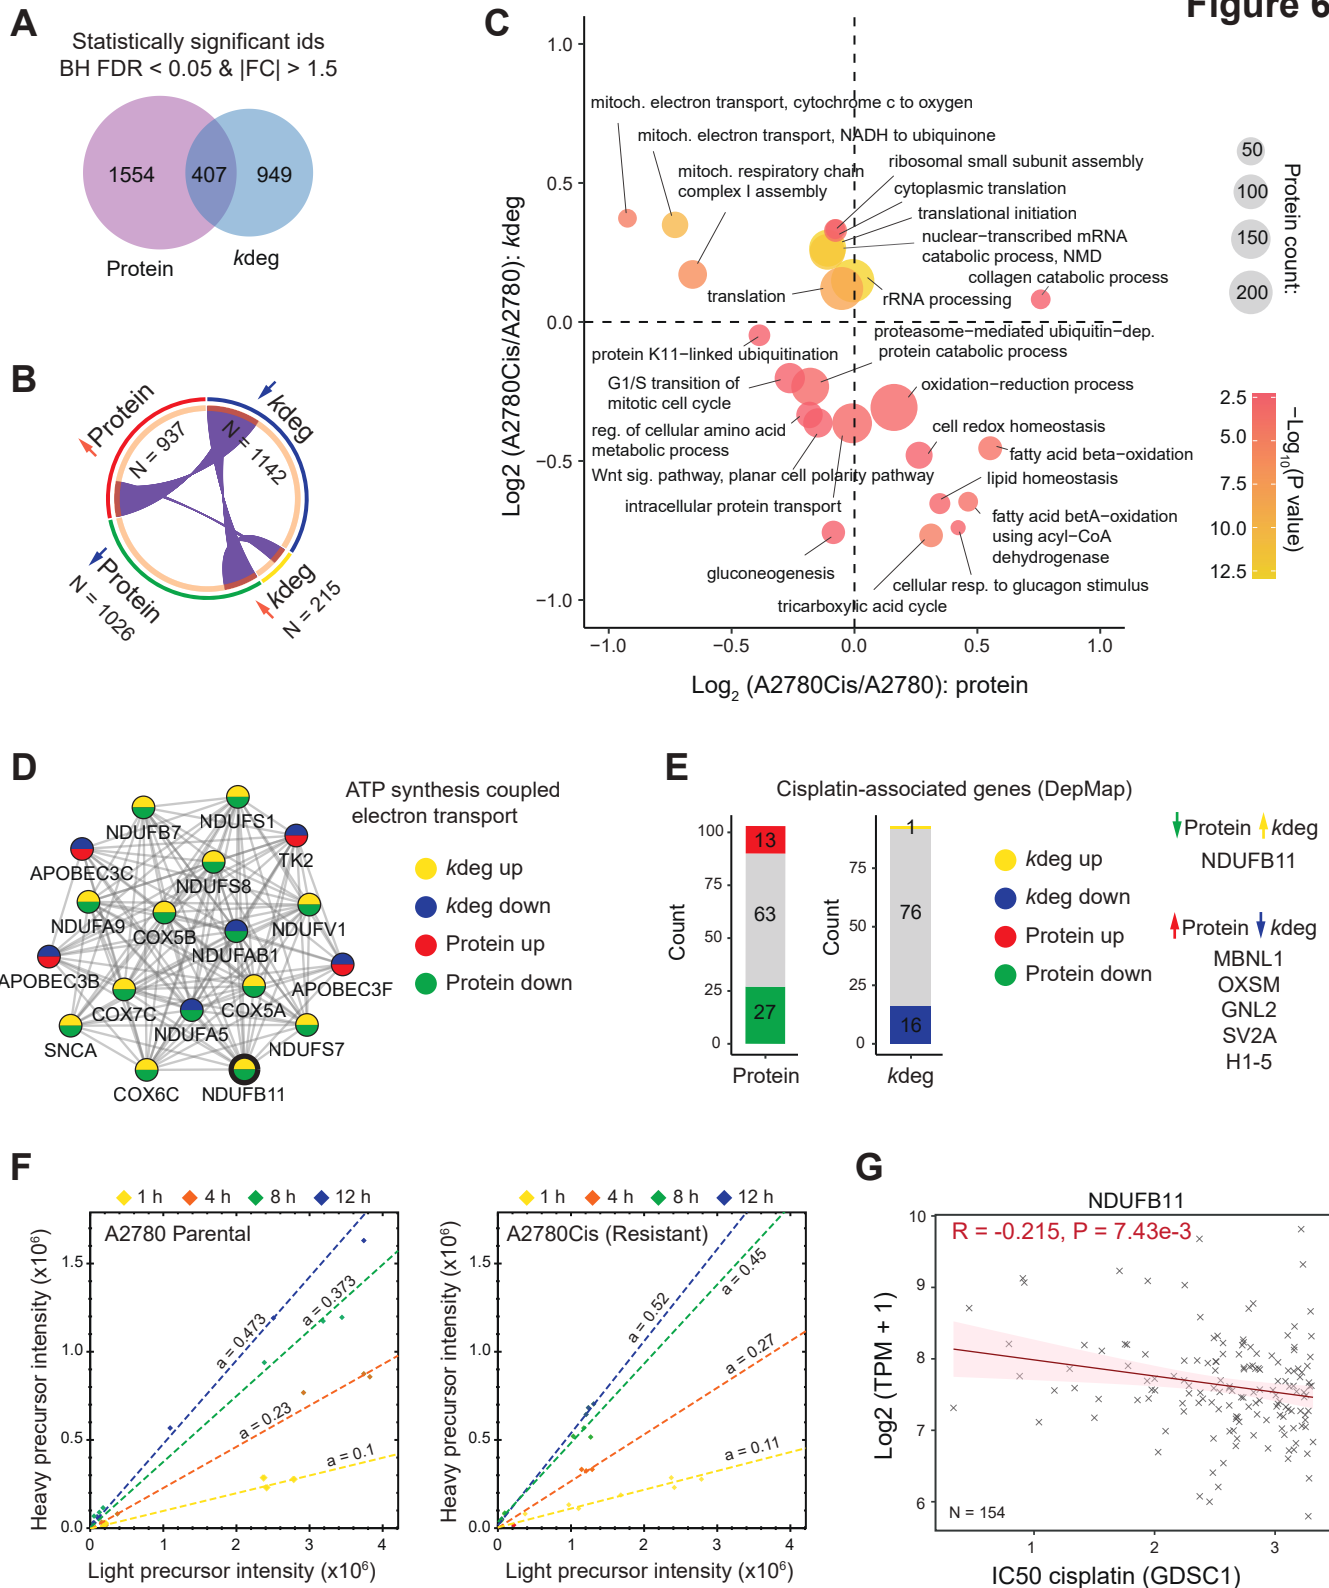 Figure 6
A
Statistically significant ids
BH FDR < 0.05 & |FC| > 1.5
1554
407
949
Protein
kdeg
B
Protein
N = 937
kdeg
N = 1142
Protein
N = 1026
kdeg
N = 215
C
Log2 (A2780Cis/A2780): kdeg
1.0
0.5
0.0
−0.5
−1.0
mitoch. electron transport, cytochrome c to oxygen
mitoch. electron transport, NADH to ubiquinone
mitoch. respiratory chain
complex I assembly
ribosomal small subunit assembly
cytoplasmic translation
translational initiation
nuclear−transcribed mRNA
catabolic process, NMD
collagen catabolic process
translation
rRNA processing
proteasome−mediated ubiquitin−dep.
protein catabolic process
protein K11−linked ubiquitination
G1/S transition of
mitotic cell cycle
oxidation−reduction process
reg. of cellular amino acid
metabolic process
cell redox homeostasis
fatty acid beta−oxidation
Wnt sig. pathway, planar cell polarity pathway
lipid homeostasis
intracellular protein transport
fatty acid betA−oxidation
using acyl−CoA
dehydrogenase
gluconeogenesis
cellular resp. to glucagon stimulus
tricarboxylic acid cycle
−1.0
−0.5
0.0
0.5
1.0
Log2 (A2780Cis/A2780): protein
50
100
150
200
Protein count:
2.5
5.0
7.5
10.0
12.5
−Log10(P value)
D
ATP synthesis coupled
electron transport
NDUFB7
NDUFS1
APOBEC3C
TK2
NDUFS8
NDUFA9
COX5B
NDUFV1
NDUFAB1
APOBEC3B
APOBEC3F
COX7C
COX5A
NDUFA5
SNCA
NDUFS7
COX6C
NDUFB11
kdeg up
kdeg down
Protein up
Protein down
E
Cisplatin-associated genes (DepMap)
Count
100
75
50
25
0
13
63
27
Protein
Count
75
50
25
0
1
76
16
kdeg
kdeg up
kdeg down
Protein up
Protein down
Protein kdeg
NDUFB11
Protein kdeg
MBNL1
OXSM
GNL2
SV2A
H1-5
F
1 h
4 h
8 h
12 h
A2780 Parental
Heavy precursor intensity (x10⁶)
1.5
1.0
0.5
0.0
a = 0.473
a = 0.373
a = 0.23
a = 0.1
0
1
2
3
4
Light precursor intensity (x10⁶)
1 h
4 h
8 h
12 h
A2780Cis (Resistant)
Heavy precursor intensity (x10⁶)
1.5
1.0
0.5
0.0
a = 0.52
a = 0.45
a = 0.27
a = 0.11
0
1
2
3
4
Light precursor intensity (x10⁶)
G
NDUFB11
R = -0.215, P = 7.43e-3
Log2 (TPM + 1)
10
9
8
7
6
N = 154
1
2
3
IC50 cisplatin (GDSC1)